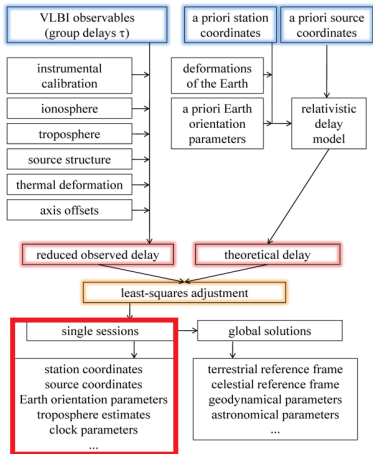 VLBI observables
(group delays τ)
a priori station
coordinates
a priori source
coordinates
instrumental
calibration
ionosphere
troposphere
source structure
thermal deformation
axis offsets
deformations
of the Earth
a priori Earth
orientation
parameters
relativistic
delay
model
reduced observed delay
theoretical delay
least-squares adjustment
single sessions
global solutions
station coordinates
source coordinates
Earth orientation parameters
troposphere estimates
clock parameters
...
terrestrial reference frame
celestial reference frame
geodynamical parameters
astronomical parameters
...